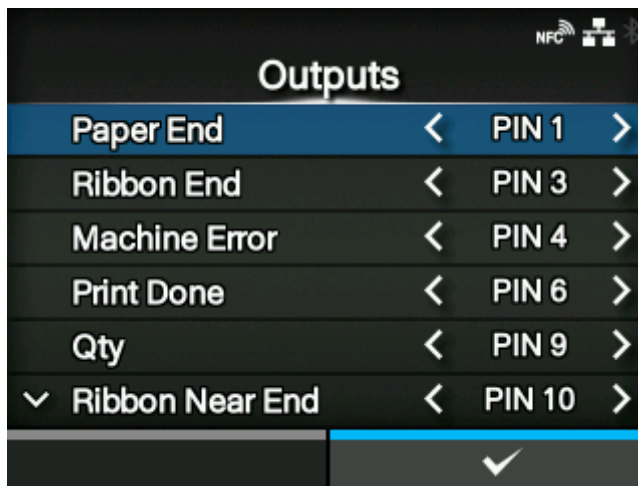 NFC
Outputs
Paper End PIN 1
Ribbon End PIN 3
Machine Error PIN 4
Print Done PIN 6
Qty PIN 9
Ribbon Near End PIN 10